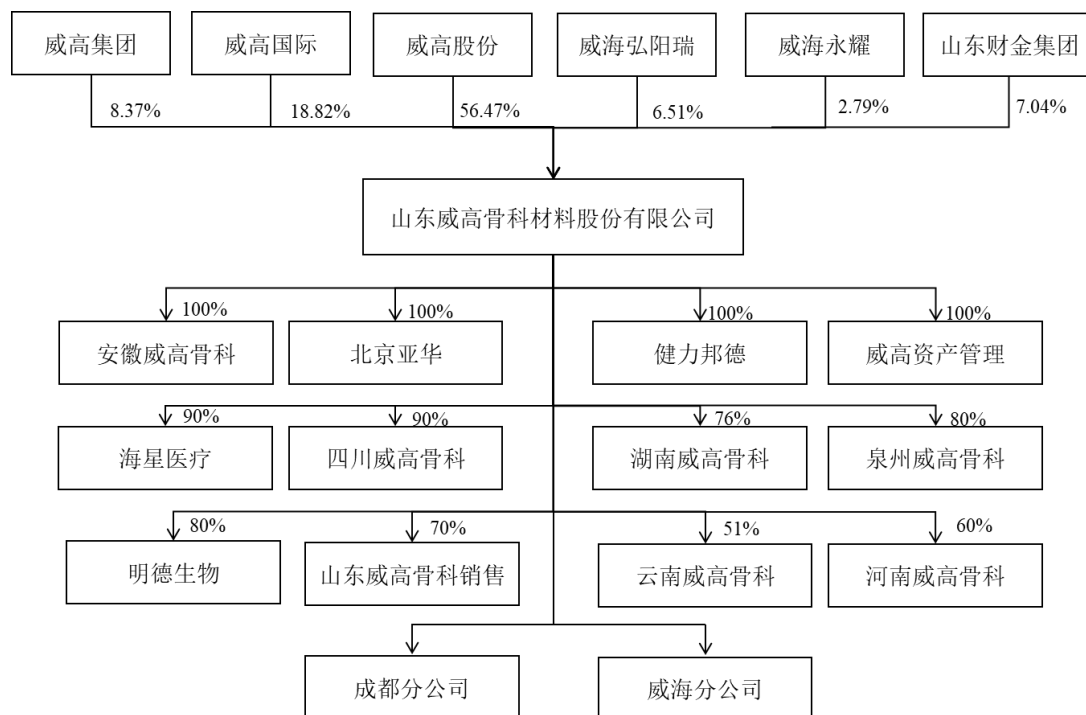 威高集团
威高国际
威高股份
威海弘阳瑞
威海永耀
山东财金集团
8.37%
18.82%
56.47%
6.51%
2.79%
7.04%
山东威高骨科材料股份有限公司
100%
100%
100%
100%
安徽威高骨科
北京亚华
健力邦德
威高资产管理
90%
90%
76%
80%
海星医疗
四川威高骨科
湖南威高骨科
泉州威高骨科
80%
70%
51%
60%
明德生物
山东威高骨科销售
云南威高骨科
河南威高骨科
成都分公司
威海分公司